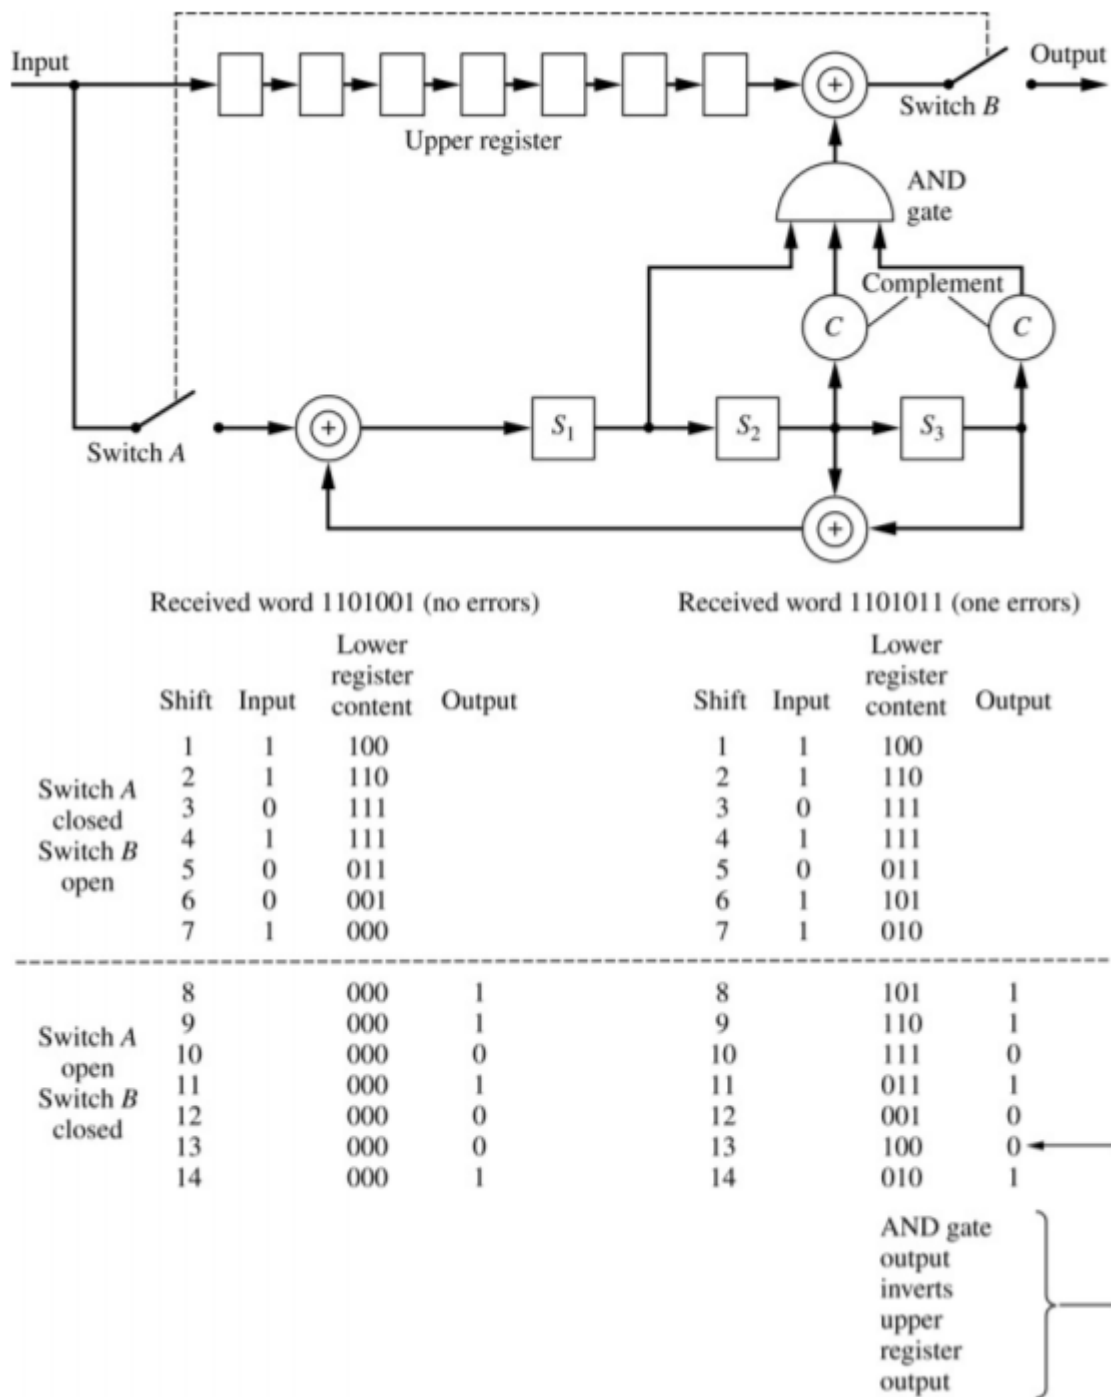 Input
Output
Switch B
Upper register
AND
gate
Complement
C
C
S1
S2
S3
Switch A
Received word 1101001 (no errors)
Lower
register
Shift Input content Output
1 1 100
2 1 110
3 0 111
4 1 111
5 0 011
6 0 001
7 1 000
Switch A
closed
Switch B
open
8 000 1
9 000 1
10 000 0
11 000 1
12 000 0
13 000 0
14 000 1
Switch A
open
Switch B
closed
Received word 1101011 (one errors)
Lower
register
Shift Input content Output
1 1 100
2 1 110
3 0 111
4 1 111
5 0 011
6 1 101
7 1 010
8 101 1
9 110 1
10 111 0
11 011 1
12 001 0
13 100 0
14 010 1
AND gate
output
inverts
upper
register
output